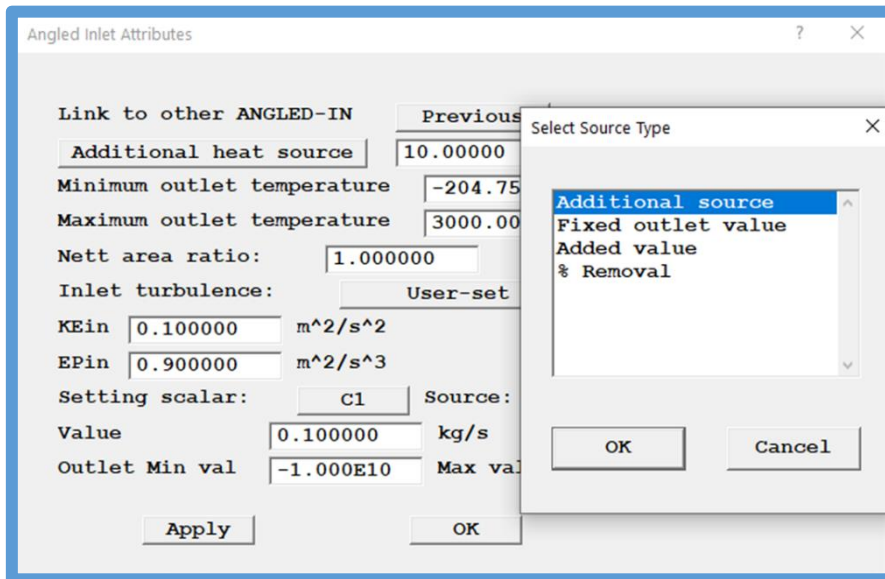 Angled Inlet Attributes ? ×
Link to other ANGLED-IN Previous
Additional heat source 10.00000
Minimum outlet temperature -204.75
Maximum outlet temperature 3000.00
Nett area ratio: 1.000000
Inlet turbulence: User-set
KEin 0.100000 m^2/s^2
EPin 0.900000 m^2/s^3
Setting scalar: C1 Source:
Value 0.100000 kg/s
Outlet Min val -1.000E10 Max val
Apply OK
Select Source Type ×
Additional source
Fixed outlet value
Added value
% Removal
OK Cancel